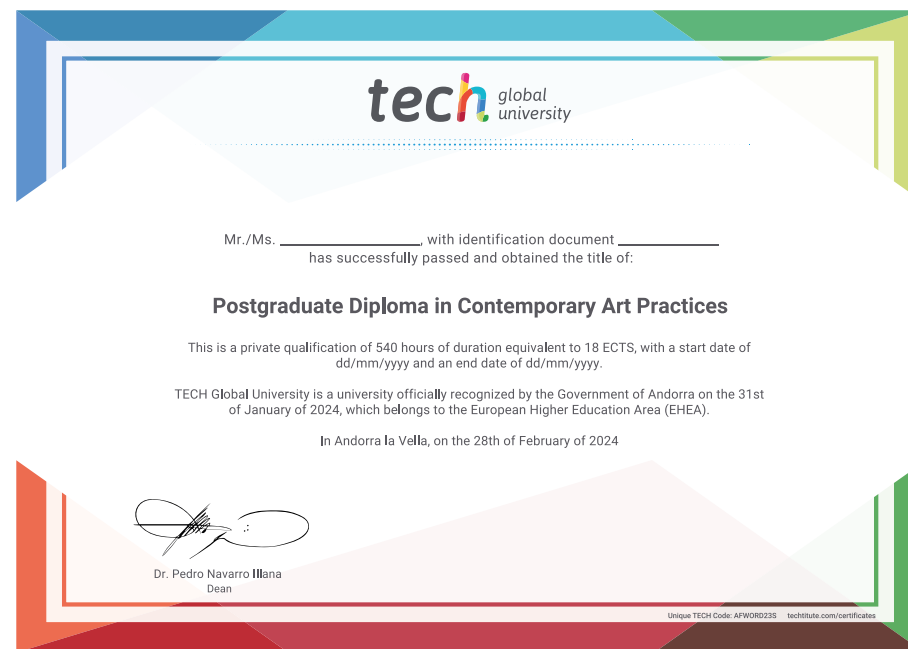 tech global university
Mr./Ms. ____________, with identification document ____________
has successfully passed and obtained the title of:
Postgraduate Diploma in Contemporary Art Practices
This is a private qualification of 540 hours of duration equivalent to 18 ECTS, with a start date of
dd/mm/yyyy and an end date of dd/mm/yyyy.
TECH Global University is a university officially recognized by the Government of Andorra on the 31st
of January of 2024, which belongs to the European Higher Education Area (EHEA).
In Andorra la Vella, on the 28th of February of 2024
Dr. Pedro Navarro Illana
Dean
Unique TECH Code: AFWORD23S techtitute.com/certificates